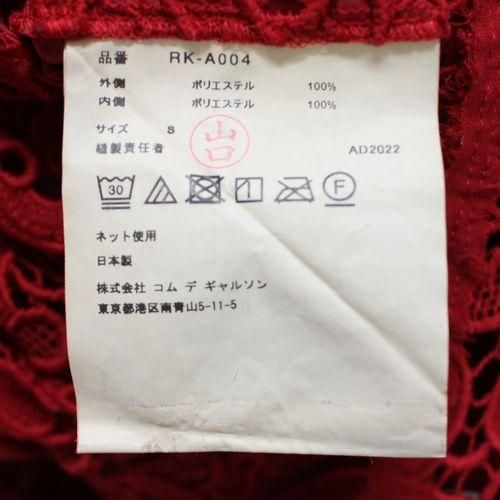 品番 RK-A004
外側 ポリエステル 100%
内側 ポリエステル 100%
サイズ S
山口
縫製責任者 AD2022
30 F
ネット使用
日本製
株式会社 コム デ ギャルソン
東京都港区南青山5-11-5